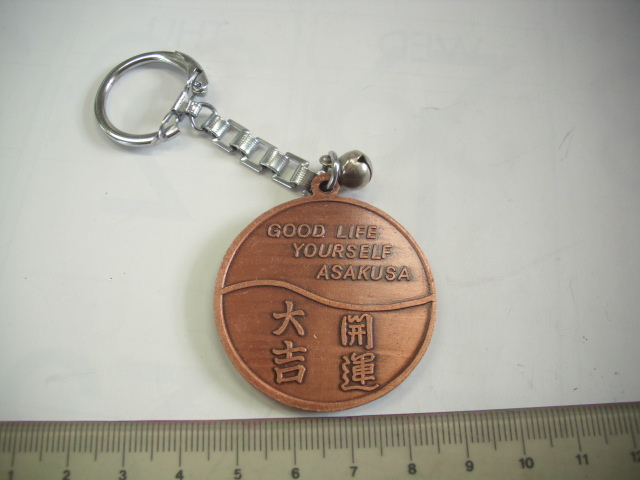 GOOD LIFE
YOURSELF
ASAKUSA
開運
大吉
1 2 3 4 5 6 7 8 9 10 11 12